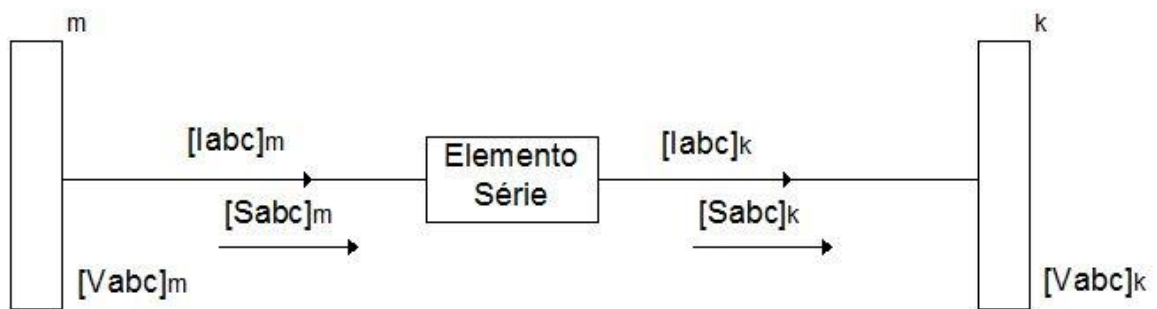 m
k
[Iabc]m
Elemento
Série
[Iabc]k
[Sabc]m
[Sabc]k
[Vabc]m
[Vabc]k